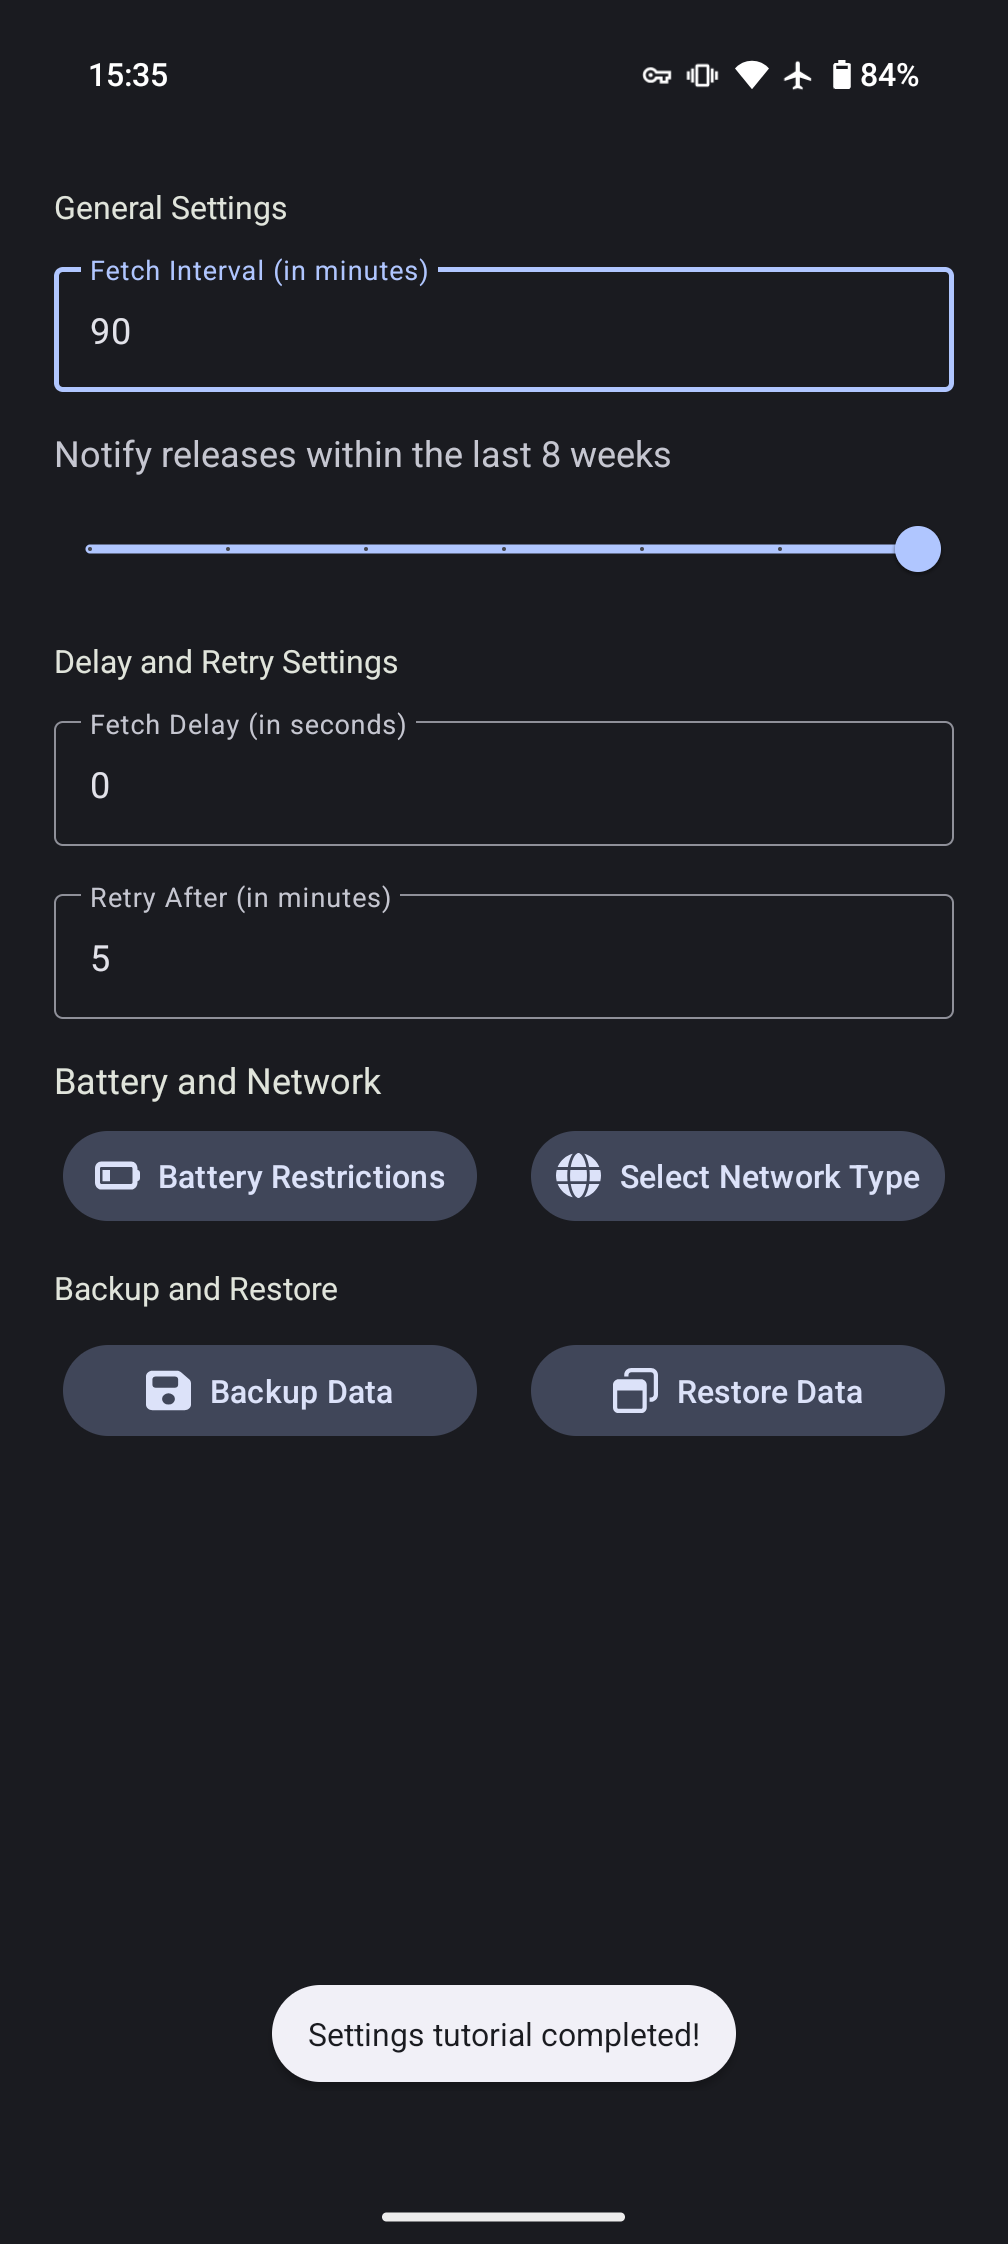 15:35 84%
General Settings
Fetch Interval (in minutes)
90
Notify releases within the last 8 weeks
Delay and Retry Settings
Fetch Delay (in seconds)
0
Retry After (in minutes)
5
Battery and Network
Battery Restrictions Select Network Type
Backup and Restore
Backup Data Restore Data
Settings tutorial completed!